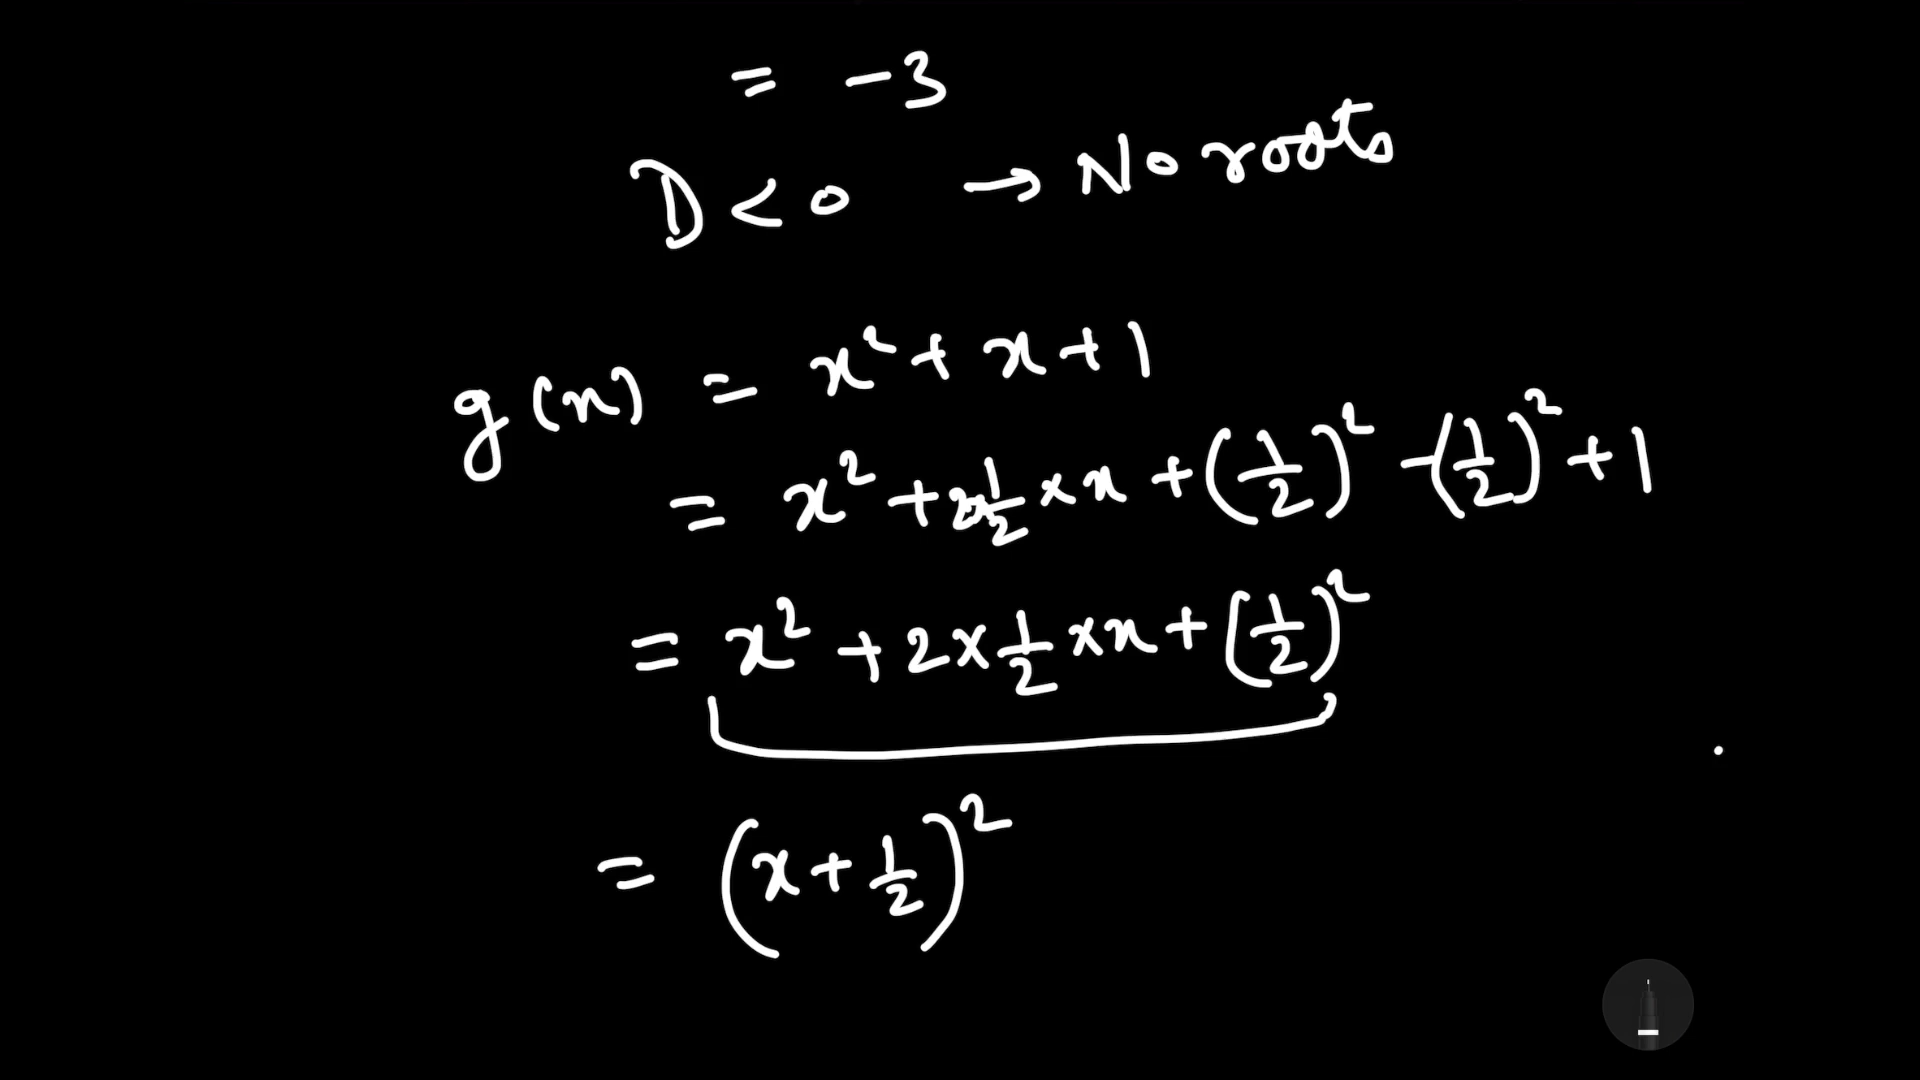 = -3
D < 0 → No roots
g(x) = x² + x + 1
= x² + 2×1/2 × x + (1/2)² - (1/2)² + 1
= x² + 2 × 1/2 × x + (1/2)²
= (x + 1/2)²